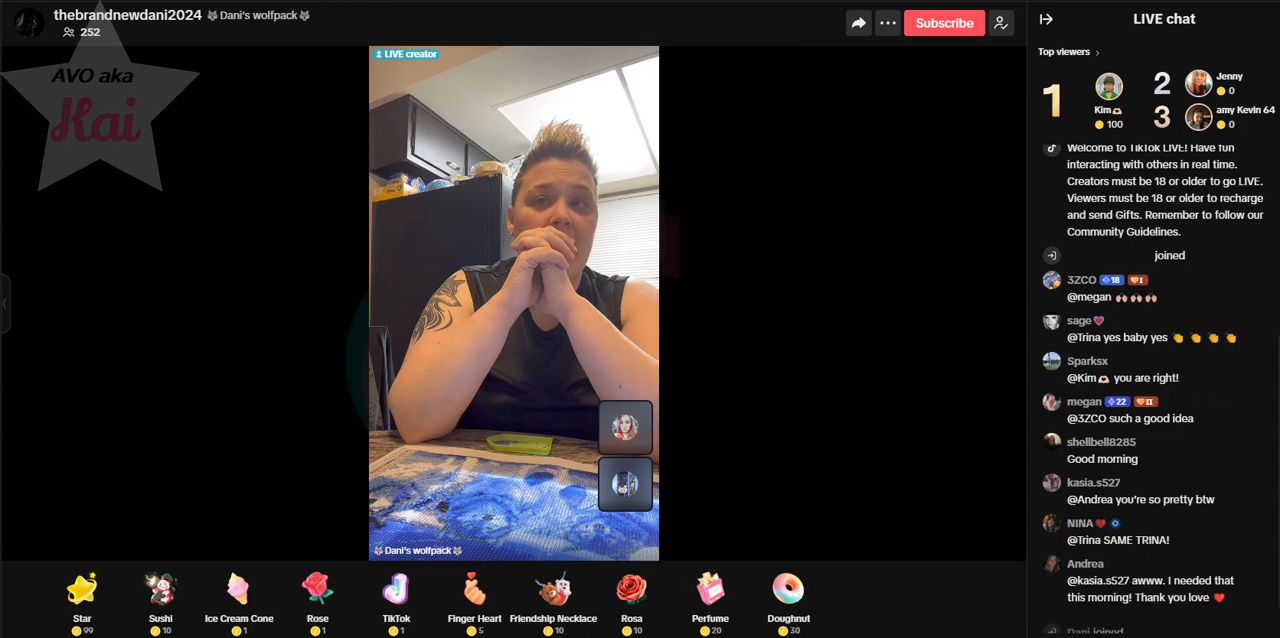 thebrandnewdani2024 🐺Dani's wolfpack🐺
252
Subscribe
AVO aka
Kai
LIVE creator
🐺Dani's wolfpack🐺
Star
99
Sushi
10
Ice Cream Cone
1
Rose
1
TikTok
1
Finger Heart
5
Friendship Necklace
10
Rosa
10
Perfume
20
Doughnut
30
LIVE chat
Top viewers
1
Kim🫶🏻
100
2
Jenny
0
3
amy Kevin 64
0
Welcome to TikTok LIVE! Have fun
interacting with others in real time.
Creators must be 18 or older to go LIVE.
Viewers must be 18 or older to recharge
and send Gifts. Remember to follow our
Community Guidelines.
joined
3ZCO 18 I
@megan 🙌🏻🙌🏻🙌🏻
sage💗
@Trina yes baby yes 👏 👏 👏 👏
Sparksx
@Kim🫶🏻 you are right!
megan 22 II
@3ZCO such a good idea
shellbell8285
Good morning
kasia.s527
@Andrea you're so pretty btw
NINA❤️🧿
@Trina SAME TRINA!
Andrea
@kasia.s527 awww. I needed that
this morning! Thank you love ❤️
Dani joined